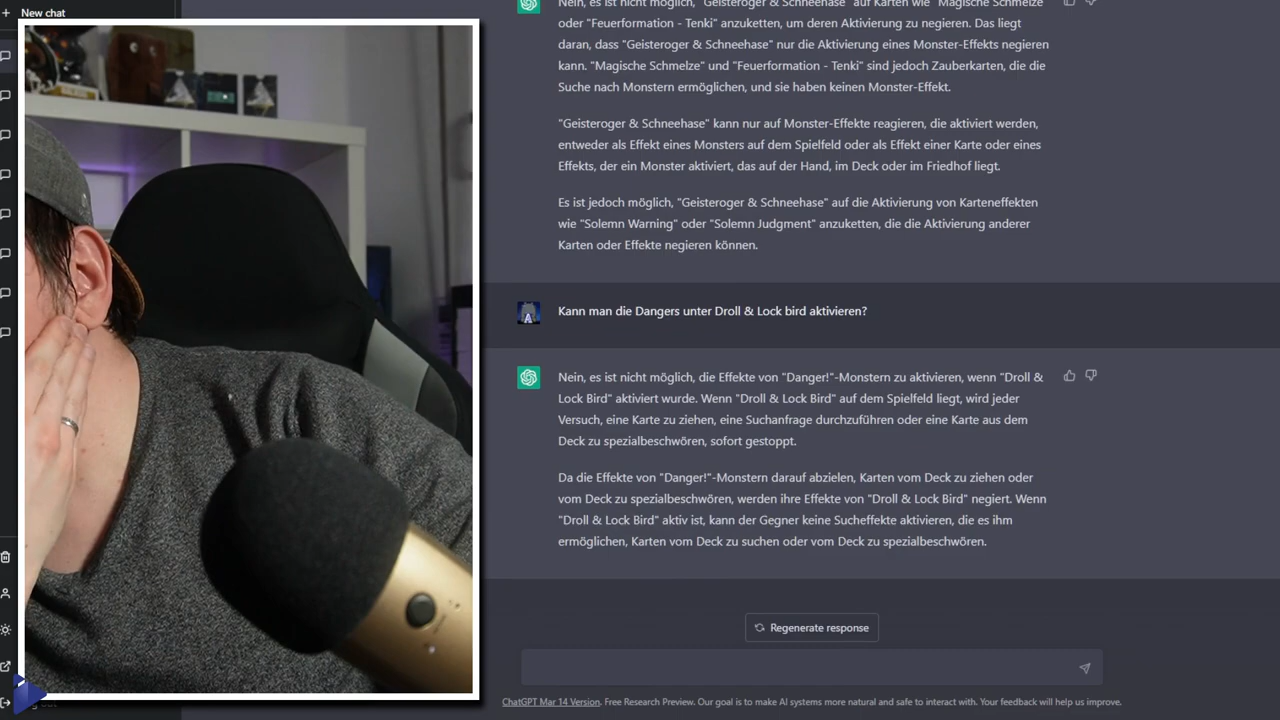 New chat
Nein, es ist nicht möglich, "Geisteroger & Schneehase" auf Karten wie "Magische Schmelze"
oder "Feuerformation - Tenki" anzuketten, um deren Aktivierung zu negieren. Das liegt
daran, dass "Geisteroger & Schneehase" nur die Aktivierung eines Monster-Effekts negieren
kann. "Magische Schmelze" und "Feuerformation - Tenki" sind jedoch Zauberkarten, die die
Suche nach Monstern ermöglichen, und sie haben keinen Monster-Effekt.
"Geisteroger & Schneehase" kann nur auf Monster-Effekte reagieren, die aktiviert werden,
entweder als Effekt eines Monsters auf dem Spielfeld oder als Effekt einer Karte oder eines
Effekts, der ein Monster aktiviert, das auf der Hand, im Deck oder im Friedhof liegt.
Es ist jedoch möglich, "Geisteroger & Schneehase" auf die Aktivierung von Karteneffekten
wie "Solemn Warning" oder "Solemn Judgment" anzuketten, die die Aktivierung anderer
Karten oder Effekte negieren können.
Kann man die Dangers unter Droll & Lock bird aktivieren?
Nein, es ist nicht möglich, die Effekte von "Danger!"-Monstern zu aktivieren, wenn "Droll &
Lock Bird" aktiviert wurde. Wenn "Droll & Lock Bird" auf dem Spielfeld liegt, wird jeder
Versuch, eine Karte zu ziehen, eine Suchanfrage durchzuführen oder eine Karte aus dem
Deck zu spezialbeschwören, sofort gestoppt.
Da die Effekte von "Danger!"-Monstern darauf abzielen, Karten vom Deck zu ziehen oder
vom Deck zu spezialbeschwören, werden ihre Effekte von "Droll & Lock Bird" negiert. Wenn
"Droll & Lock Bird" aktiv ist, kann der Gegner keine Sucheffekte aktivieren, die es ihm
ermöglichen, Karten vom Deck zu suchen oder vom Deck zu spezialbeschwören.
Regenerate response
ChatGPT Mar 14 Version. Free Research Preview. Our goal is to make AI systems more natural and safe to interact with. Your feedback will help us improve.